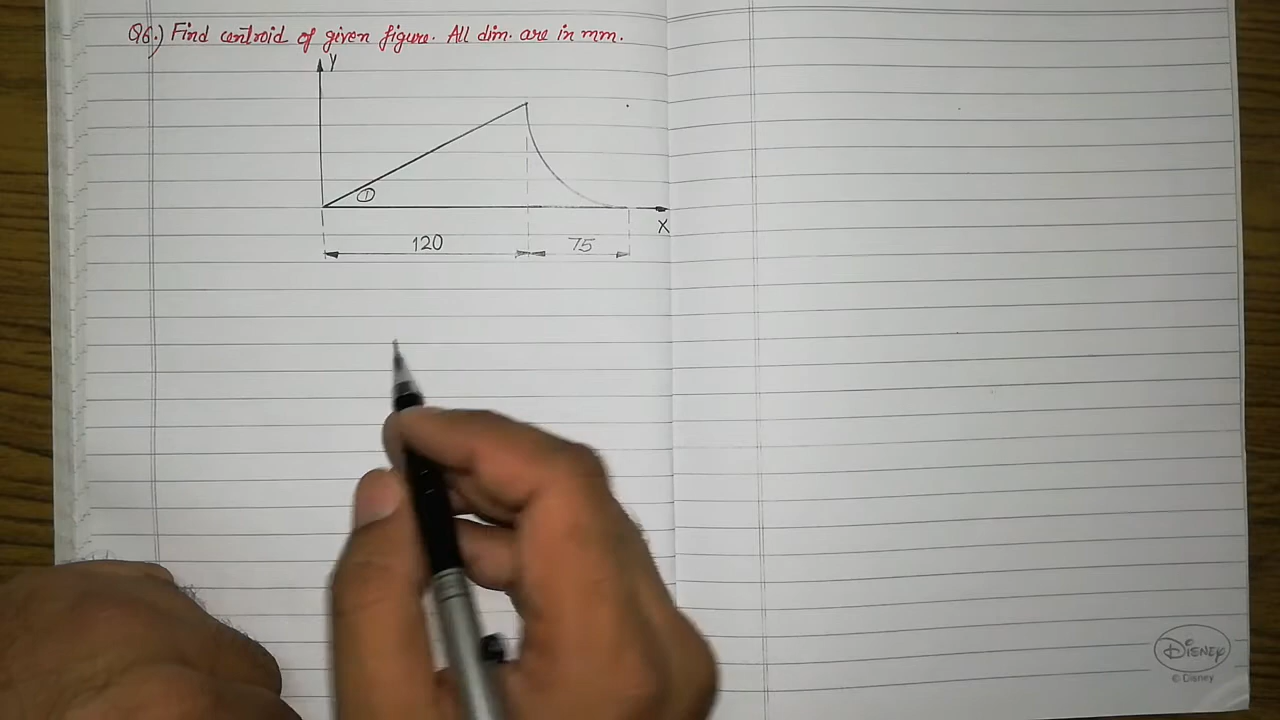 Q6.) Find centroid of given figure. All dim. are in mm.
Y
1
X
120
75
DISNEY
© Disney